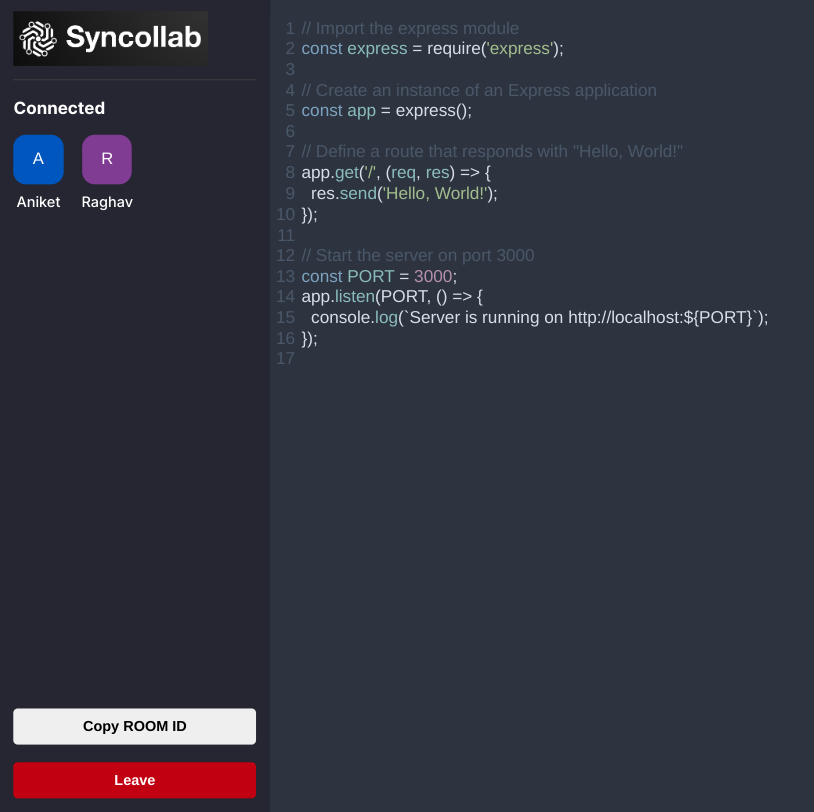 Syncollab
Connected
A
R
Aniket
Raghav
Copy ROOM ID
Leave
1 // Import the express module
2 const express = require('express');
3
4 // Create an instance of an Express application
5 const app = express();
6
7 // Define a route that responds with "Hello, World!"
8 app.get('/', (req, res) => {
9   res.send('Hello, World!');
10 });
11
12 // Start the server on port 3000
13 const PORT = 3000;
14 app.listen(PORT, () => {
15   console.log(`Server is running on http://localhost:${PORT}`);
16 });
17